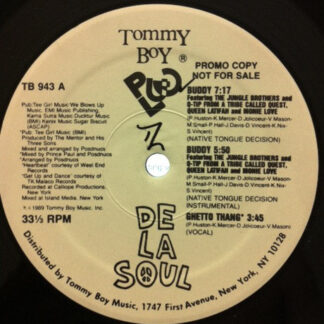 TOMMY
BOY ®
PROMO COPY
NOT FOR SALE
TB 943 A
Pub: Tee Girl Music/We Blows Up
Music, EMI Music Publishing,
Kama Sutra Music/Ducktur Music
(BMI) Kenix Music/Sugar Biscuit
(ASCAP)
*Pub: Tee Girl Music (BMI)
Produced by The Mentor and His
Three Sons
Arranged by Posdnuos
Mixed by Prince Paul and Posdnuos
Mixed and Arranged by Posdnuos
"Heartbeat" courtesy of West End
Records
"Get Up and Dance" courtesy of
TK/Malaco Records
Recorded at Calliope Productions,
New York
Mixed at Island Media, New York
℗ © 1989 Tommy Boy Music, Inc.
33⅓ RPM
BUDDY 7:17
Featuring THE JUNGLE BROTHERS and
Q-TIP FROM A TRIBE CALLED QUEST,
QUEEN LATIFAH and MONIE LOVE
(P Huston-K Mercer-D Jolicoeur-V Mason-
M Small-P Hall-J Davis-D Vincent-K Nix-
S Vincent)
(NATIVE TONGUE DECISION)
BUDDY 5:50
Featuring THE JUNGLE BROTHERS and
Q-TIP FROM A TRIBE CALLED QUEST,
QUEEN LATIFAH and MONIE LOVE
(P Huston-K Mercer-D Jolicoeur-V Mason-
M Small-P Hall-J Davis-D Vincent-K Nix-
S Vincent)
(NATIVE TONGUE DECISION
INSTRUMENTAL)
GHETTO THANG* 3:45
(P Huston-K Mercer-D Jolicoeur-V Mason)
(VOCAL)
DE
LA
SOUL
Distributed by Tommy Boy Music, 1747 First Avenue, New York, NY 10128